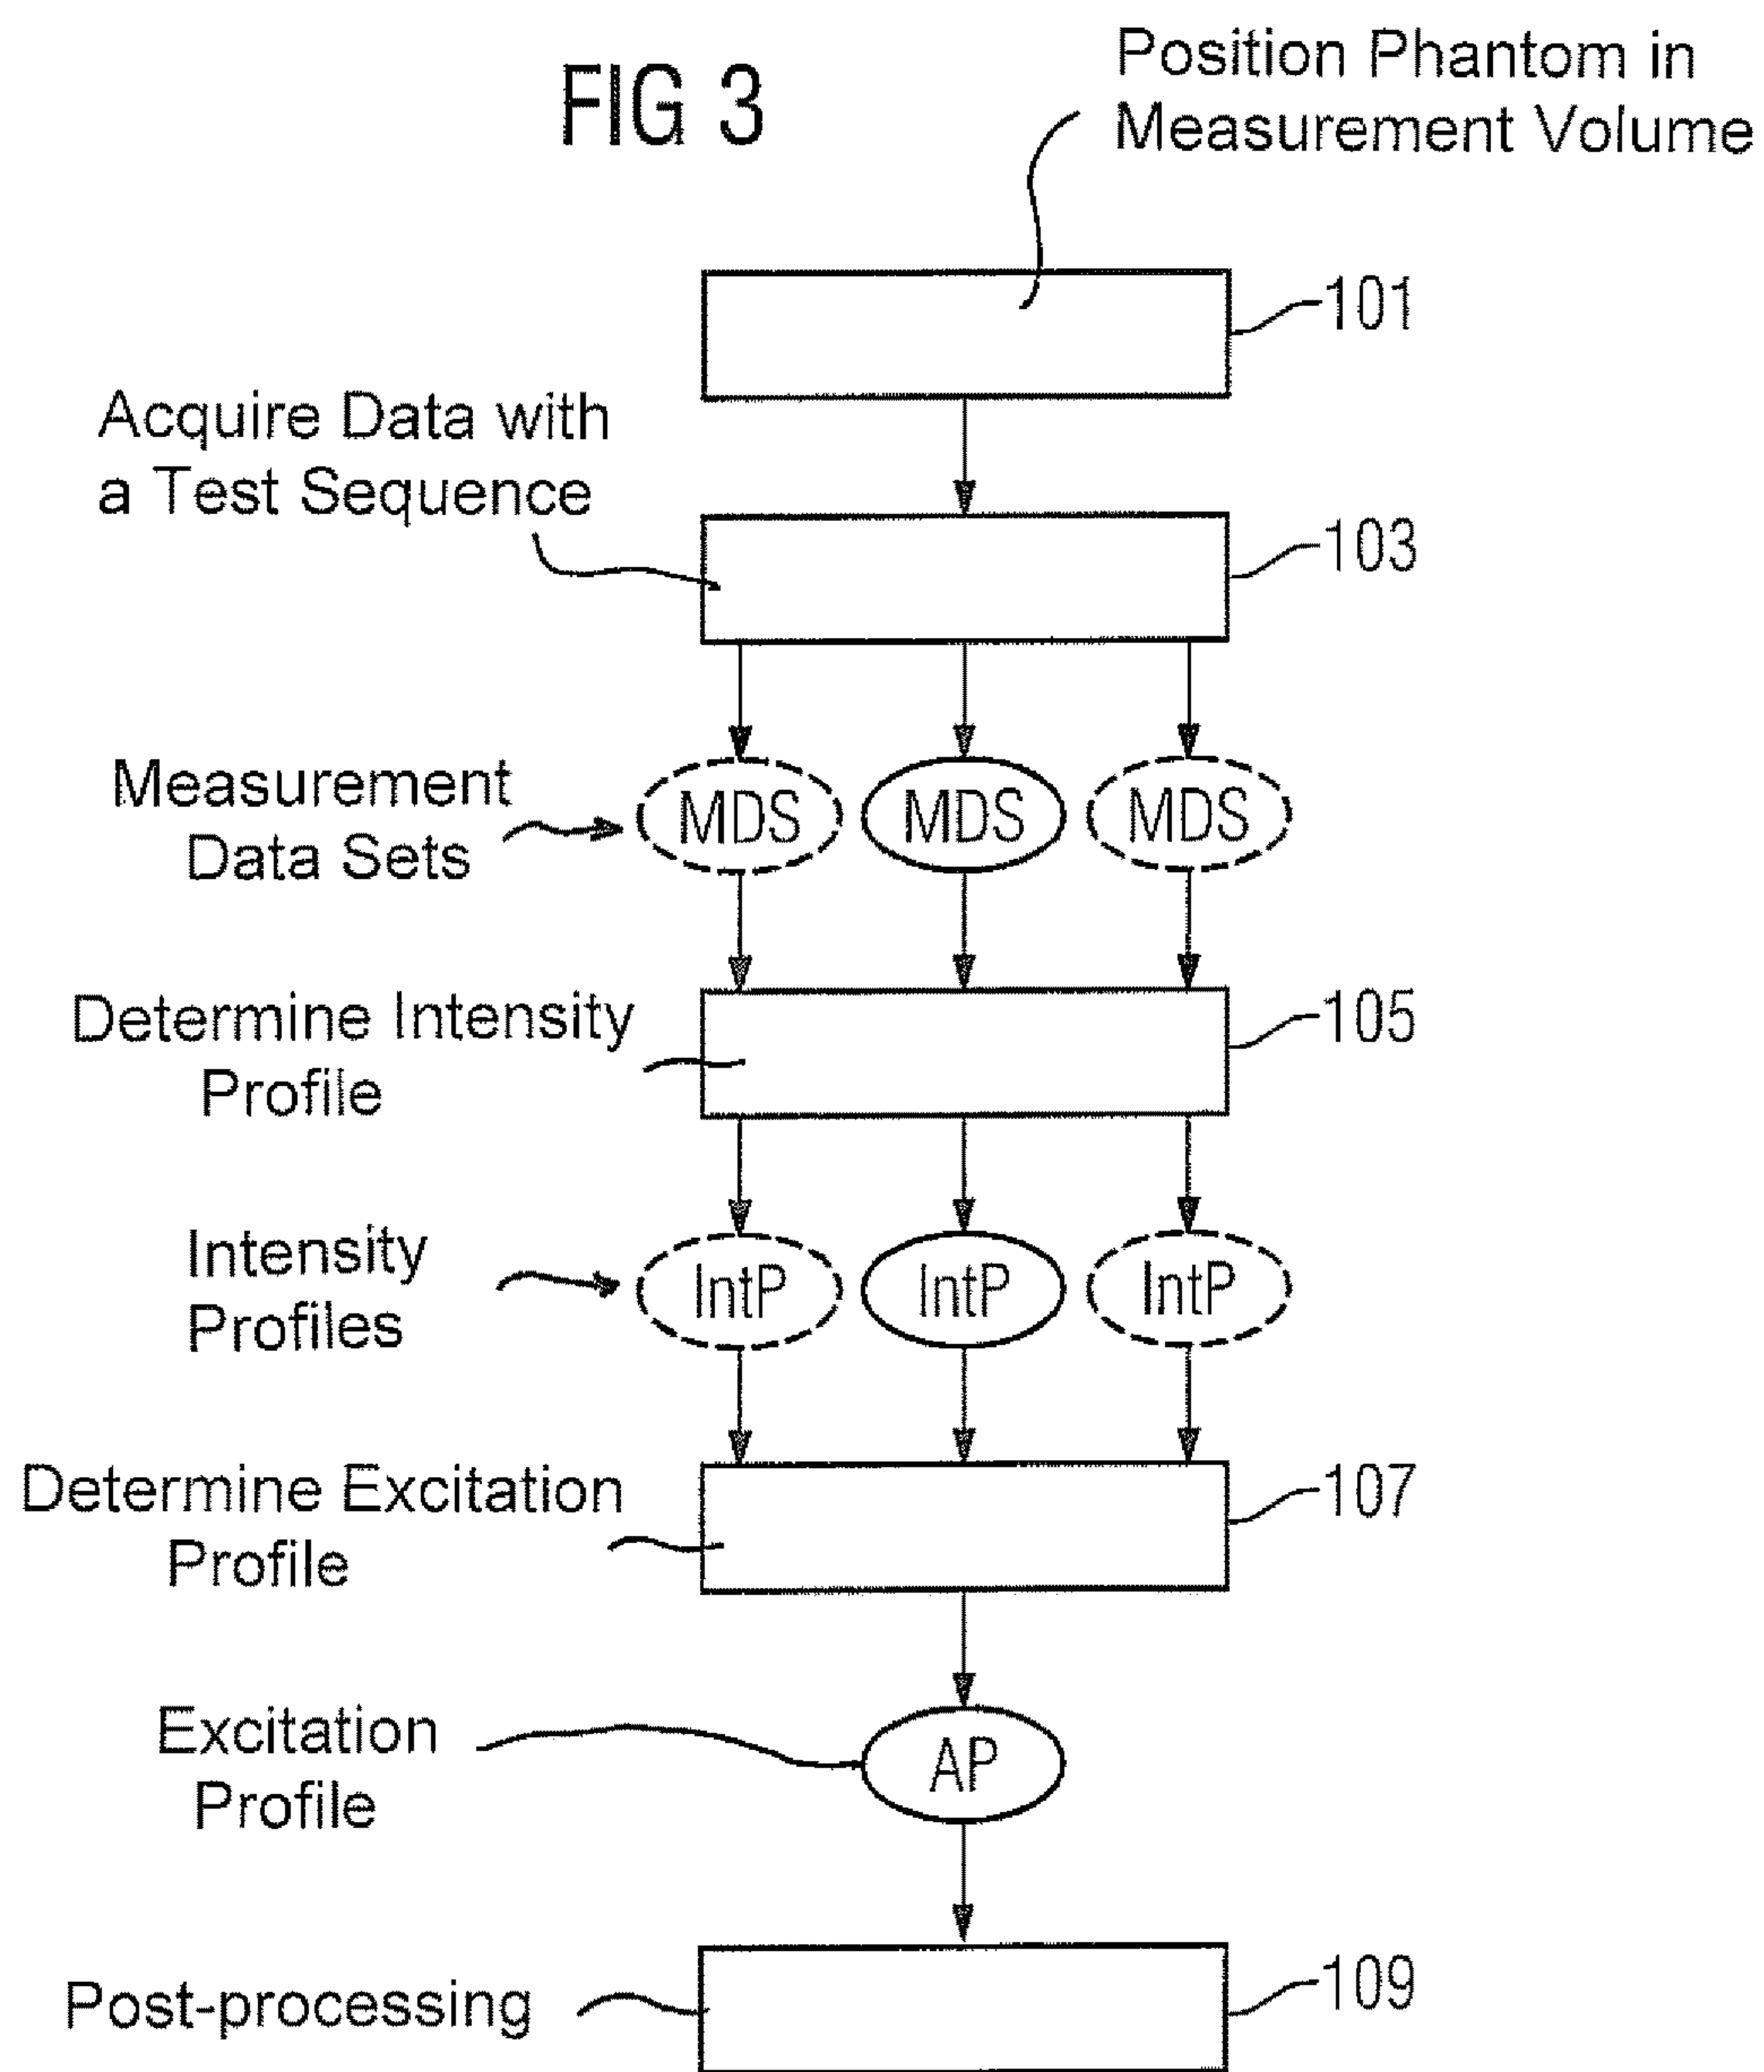 FIG 3
Position Phantom in
Measurement Volume
101
Acquire Data with
a Test Sequence
103
Measurement
Data Sets
MDS MDS MDS
Determine Intensity
Profile
105
Intensity
Profiles
IntP IntP IntP
Determine Excitation
Profile
107
Excitation
Profile
AP
Post-processing
109